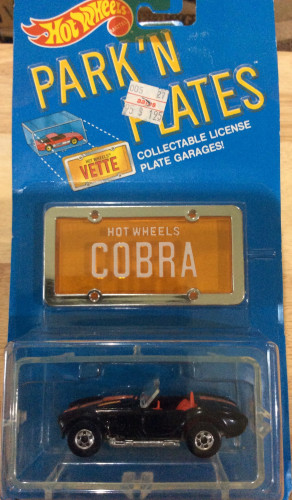 Hot Wheels
PARK'N
PLATES
COLLECTABLE LICENSE
PLATE GARAGES!
HOT WHEELS
VETTE
HOT WHEELS
COBRA